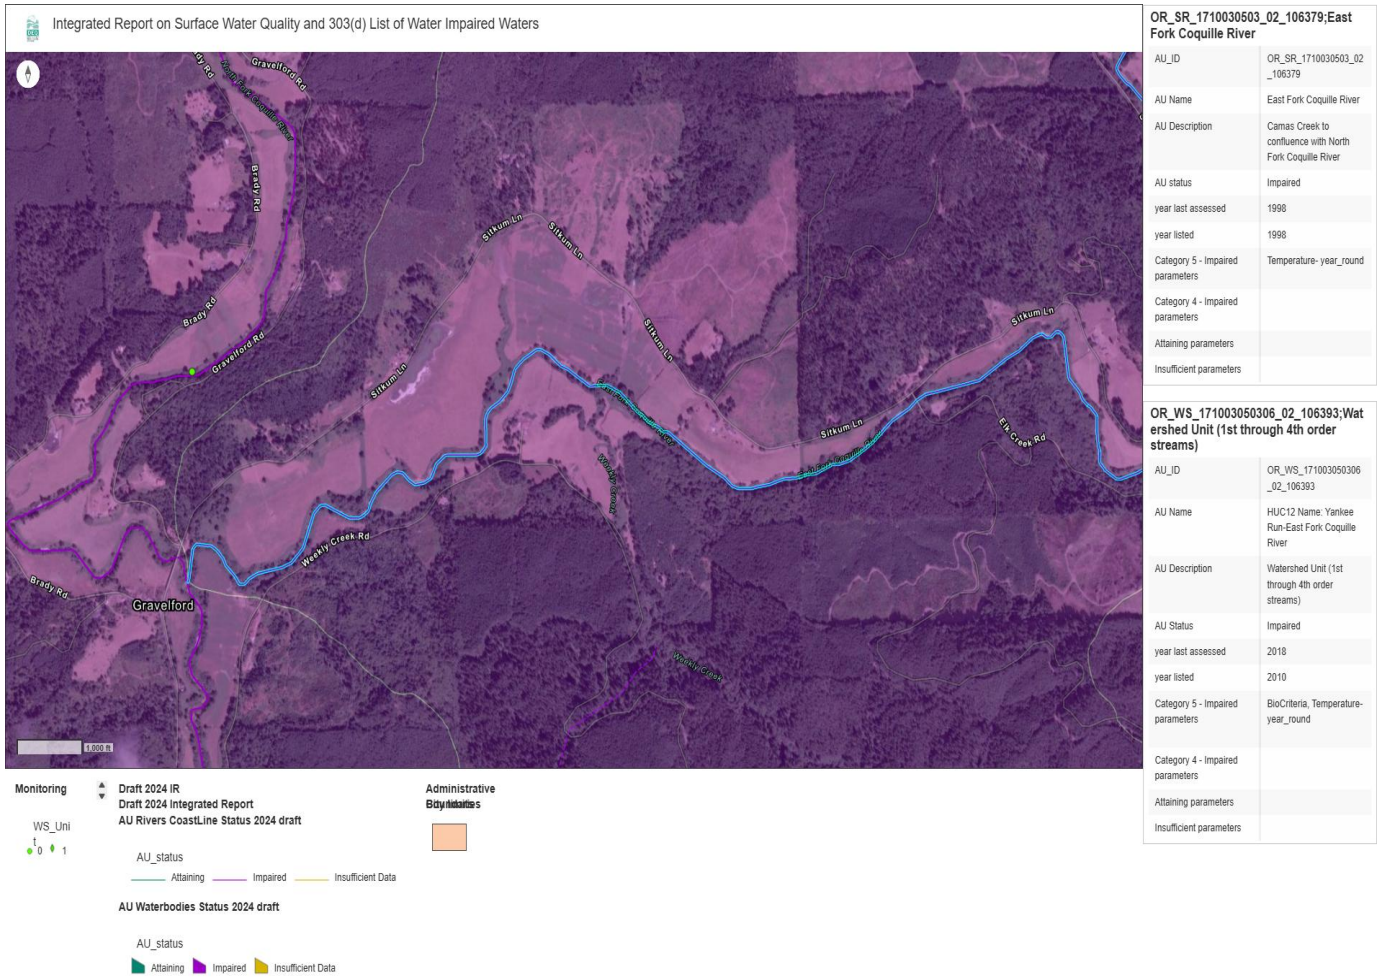 Integrated Report on Surface Water Quality and 303(d) List of Water Impaired Waters
Gravelford Rd
North Fork Coquille River
Brady Rd
Brady Rd
Gravelford Rd
Sitkum Ln
Sitkum Ln
Sitkum Ln
Sitkum Ln
Sitkum Ln
Sitkum Ln
Elk Creek Rd
Weekly Creek
Weekly Creek Rd
Brady Rd
Gravelford
Weekly Creek
1,000 ft
OR_SR_1710030503_02_106379;East
Fork Coquille River
AU_ID OR_SR_1710030503_02
_106379
AU Name East Fork Coquille River
AU Description Camas Creek to
confluence with North
Fork Coquille River
AU status Impaired
year last assessed 1998
year listed 1998
Category 5 - Impaired Temperature- year_round
parameters
Category 4 - Impaired
parameters
Attaining parameters
Insufficient parameters
OR_WS_171003050306_02_106393;Wat
ershed Unit (1st through 4th order
streams)
AU_ID OR_WS_171003050306
_02_106393
AU Name HUC12 Name: Yankee
Run-East Fork Coquille
River
AU Description Watershed Unit (1st
through 4th order
streams)
AU Status Impaired
year last assessed 2018
year listed 2010
Category 5 - Impaired BioCriteria, Temperature-
parameters year_round
Category 4 - Impaired
parameters
Attaining parameters
Insufficient parameters
Monitoring
WS_Uni
t
0 1
Draft 2024 IR
Draft 2024 Integrated Report
AU Rivers CoastLine Status 2024 draft
AU_status
Attaining Impaired Insufficient Data
AU Waterbodies Status 2024 draft
AU_status
Attaining Impaired Insufficient Data
Administrative